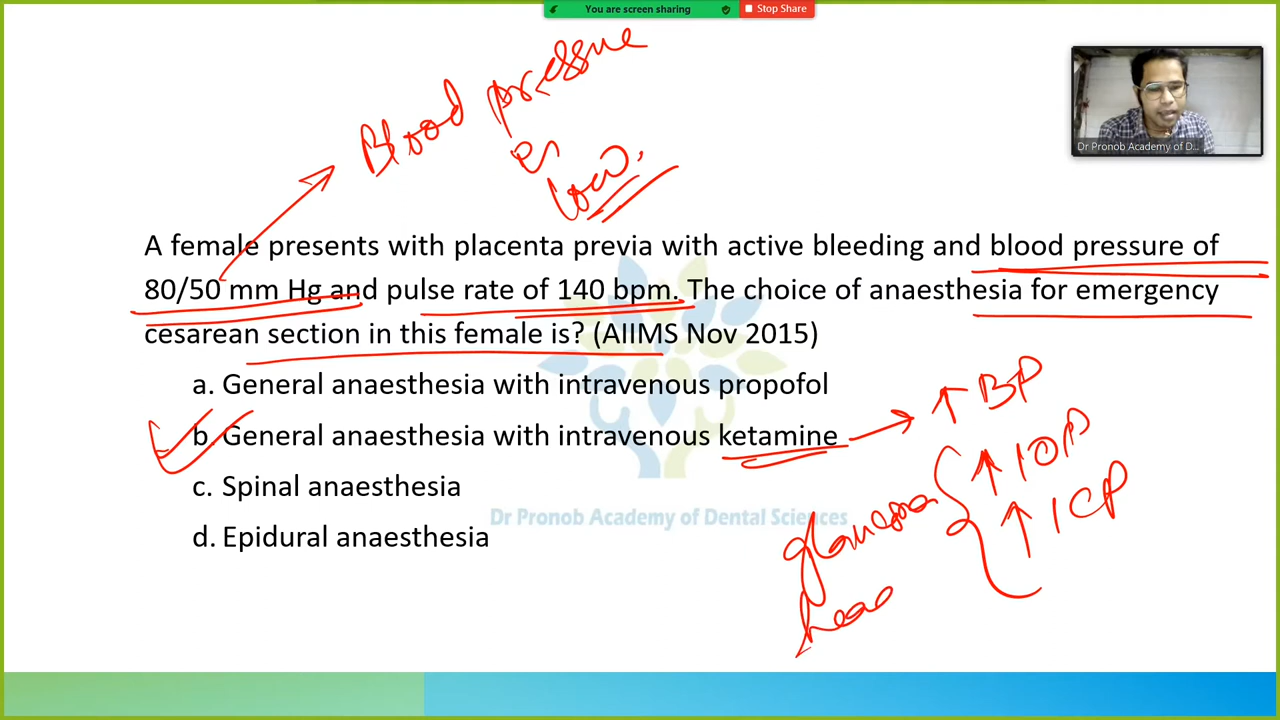 You are screen sharing
Stop Share
Dr Pronob Academy of D...
Blood pressure
is
low.
A female presents with placenta previa with active bleeding and blood pressure of
80/50 mm Hg and pulse rate of 140 bpm. The choice of anaesthesia for emergency
cesarean section in this female is? (AIIMS Nov 2015)
a. General anaesthesia with intravenous propofol
b. General anaesthesia with intravenous ketamine
c. Spinal anaesthesia
d. Epidural anaesthesia
↑ BP
↑ IOP
↑ ICP
head
Dr Pronob Academy of Dental Sciences